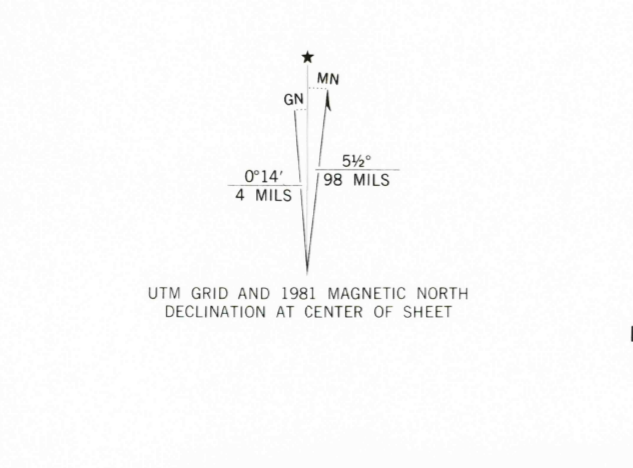 ★
MN
GN
5½°
98 MILS
0°14′
4 MILS
UTM GRID AND 1981 MAGNETIC NORTH
DECLINATION AT CENTER OF SHEET